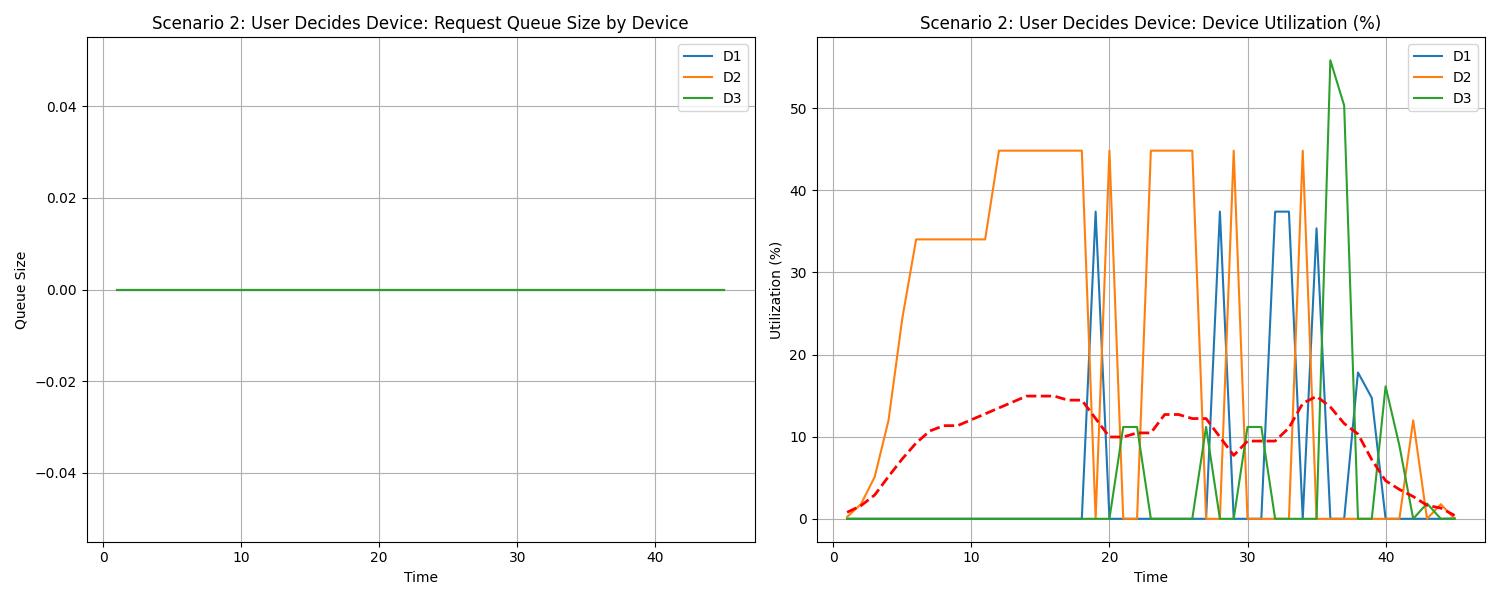 Scenario 2: User Decides Device: Request Queue Size by Device
D1
D2
D3
0.04
0.02
0.00
−0.02
−0.04
Queue Size
0
10
20
30
40
Time
Scenario 2: User Decides Device: Device Utilization (%)
D1
D2
D3
50
40
30
20
10
0
Utilization (%)
0
10
20
30
40
Time